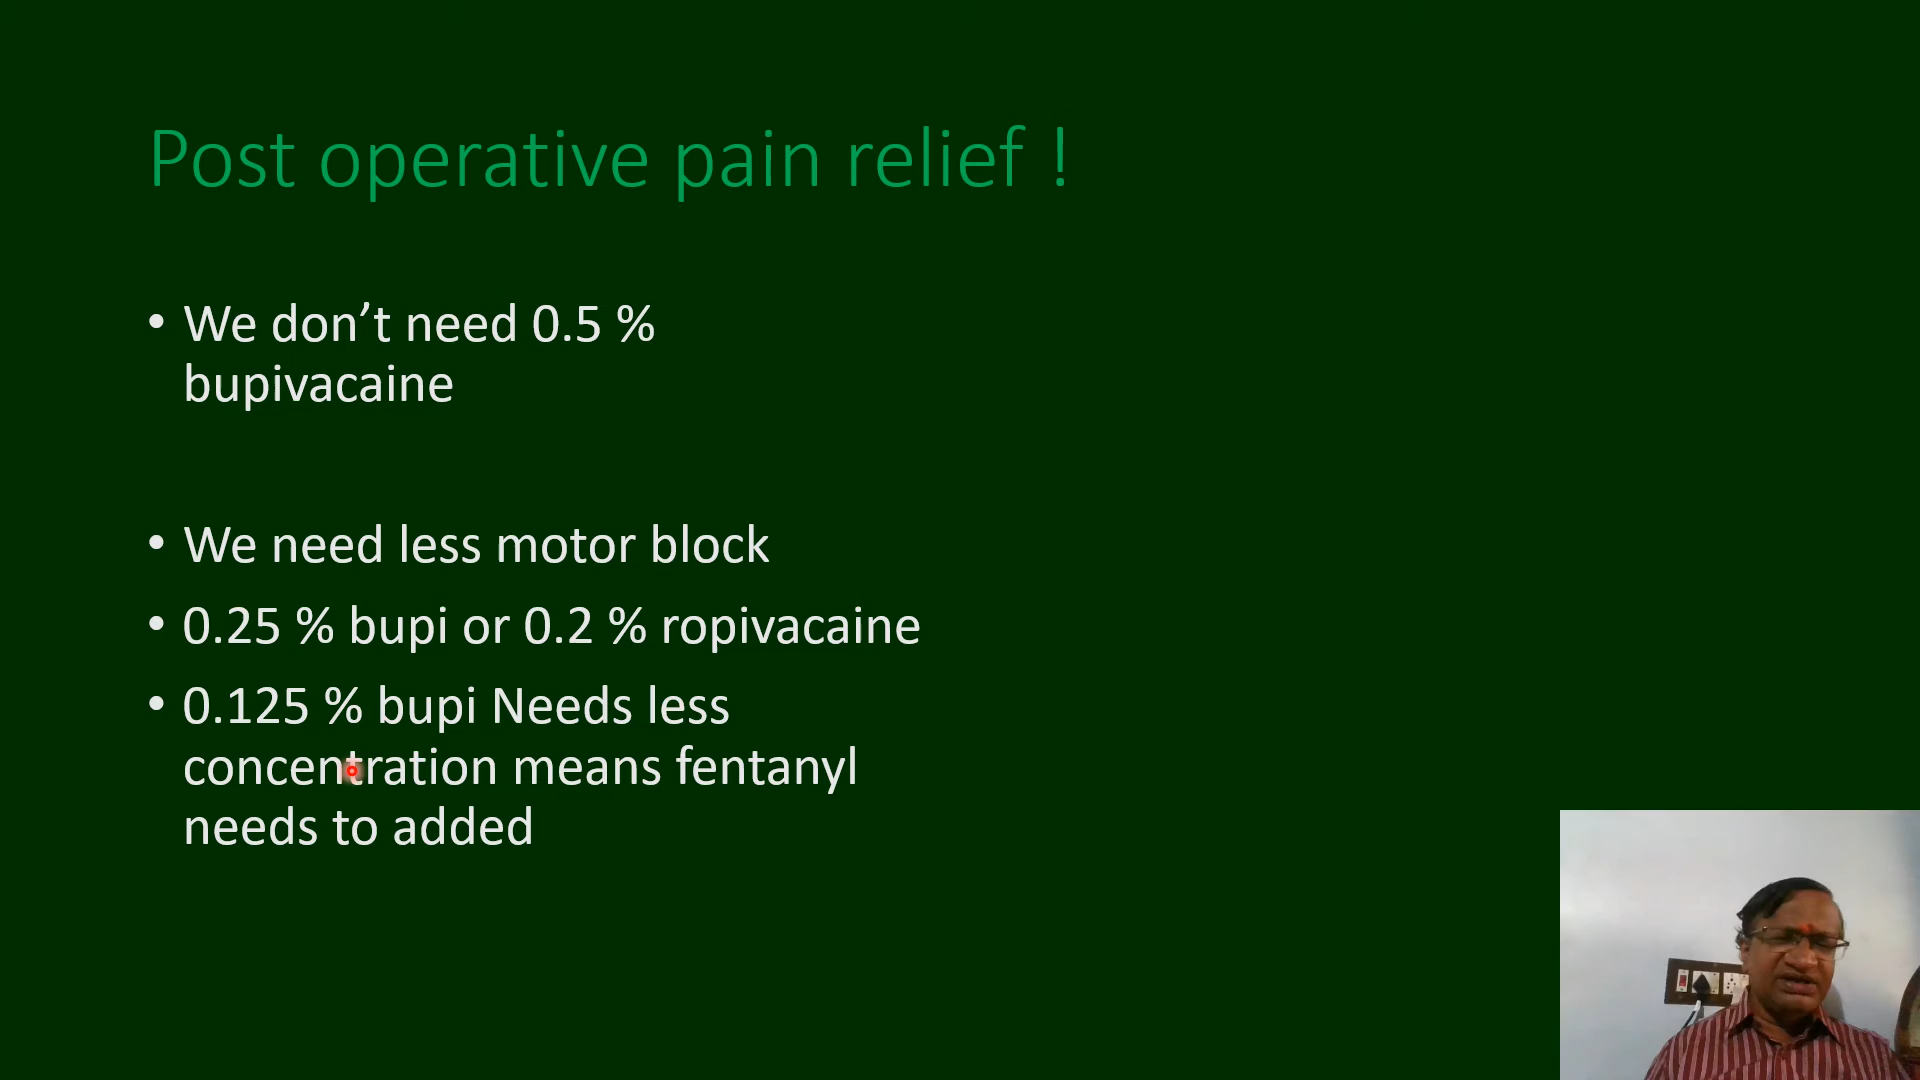 Post operative pain relief !
• We don’t need 0.5 %
bupivacaine
• We need less motor block
• 0.25 % bupi or 0.2 % ropivacaine
• 0.125 % bupi Needs less
concentration means fentanyl
needs to added